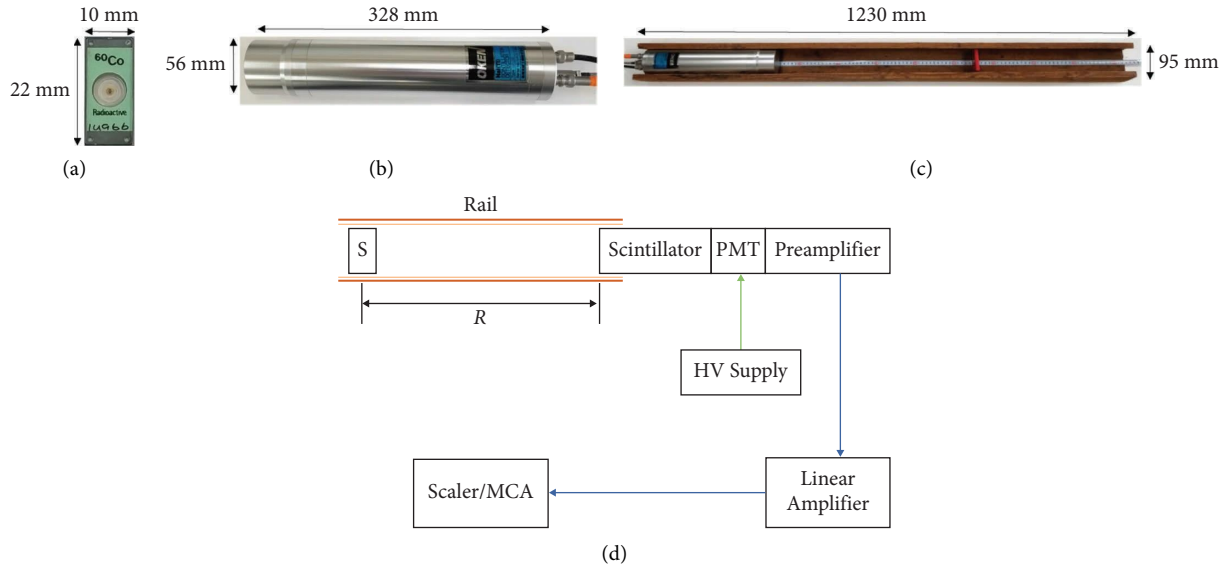 10 mm
22 mm
60Co
Radioactive
(a)
328 mm
56 mm
OKEN
(b)
1230 mm
95 mm
(c)
Rail
S
Scintillator
PMT
Preamplifier
R
HV Supply
Scaler/MCA
Linear
Amplifier
(d)